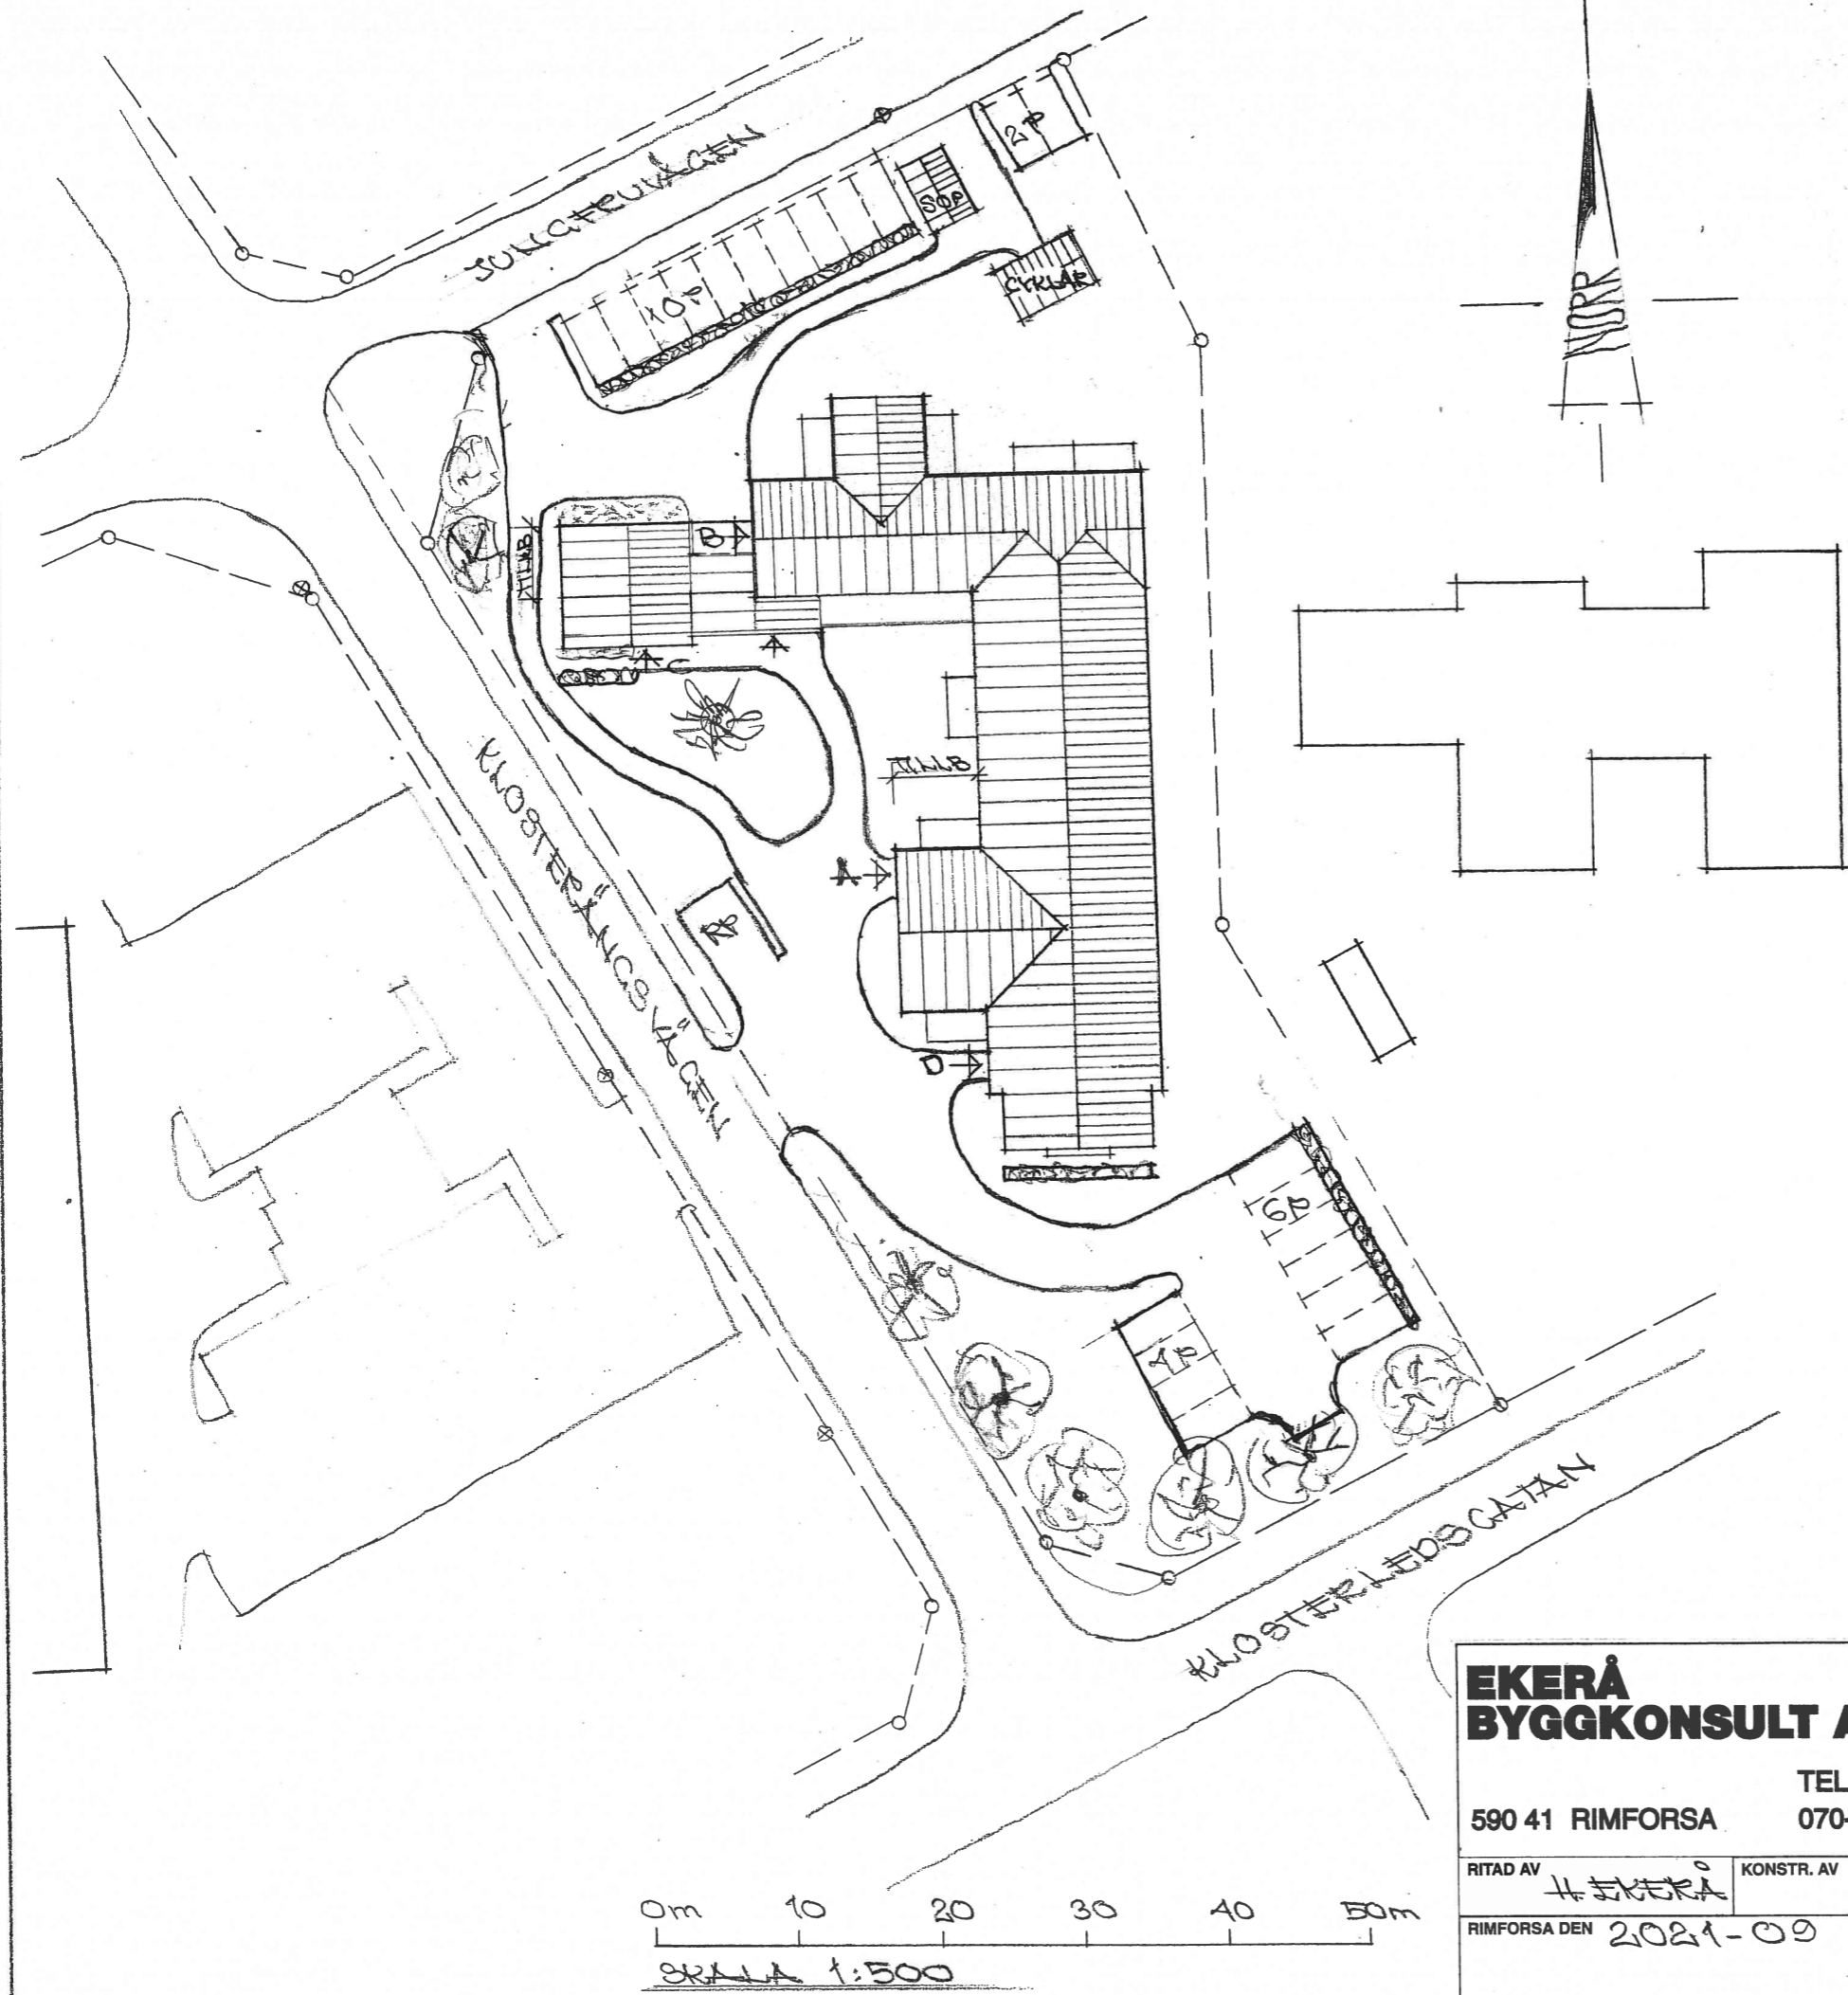 JUNGFRUVÄGEN
2P
SOP
10P
CYKLAR
NORR
TILLB
B
C
KLOSTERÄNGSVÄGEN
TILLB
A
D
6P
4P
KLOSTERLEDSGATAN
EKERÅ
BYGGKONSULT A
TEL
590 41 RIMFORSA 070-
RITAD AV H. EKERÅ KONSTR. AV
RIMFORSA DEN 2021-09
0m 10 20 30 40 50m
SKALA 1:500